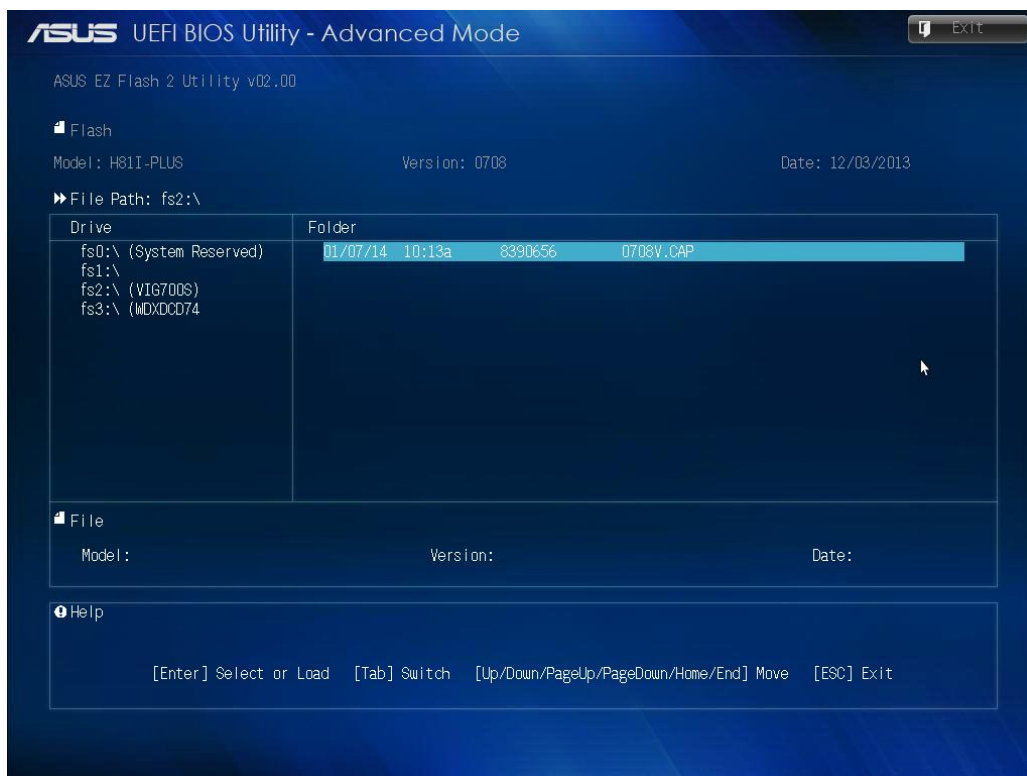 ASUS UEFI BIOS Utility - Advanced Mode
Exit
ASUS EZ Flash 2 Utility v02.00
Flash
Model: H81I-PLUS Version: 0708 Date: 12/03/2013
File Path: fs2:\
Drive Folder
fs0:\ (System Reserved) 01/07/14 10:13a 8390656 0708V.CAP
fs1:\
fs2:\ (VIG700S)
fs3:\ (WDXDCD74
File
Model: Version: Date:
Help
[Enter] Select or Load [Tab] Switch [Up/Down/PageUp/PageDown/Home/End] Move [ESC] Exit